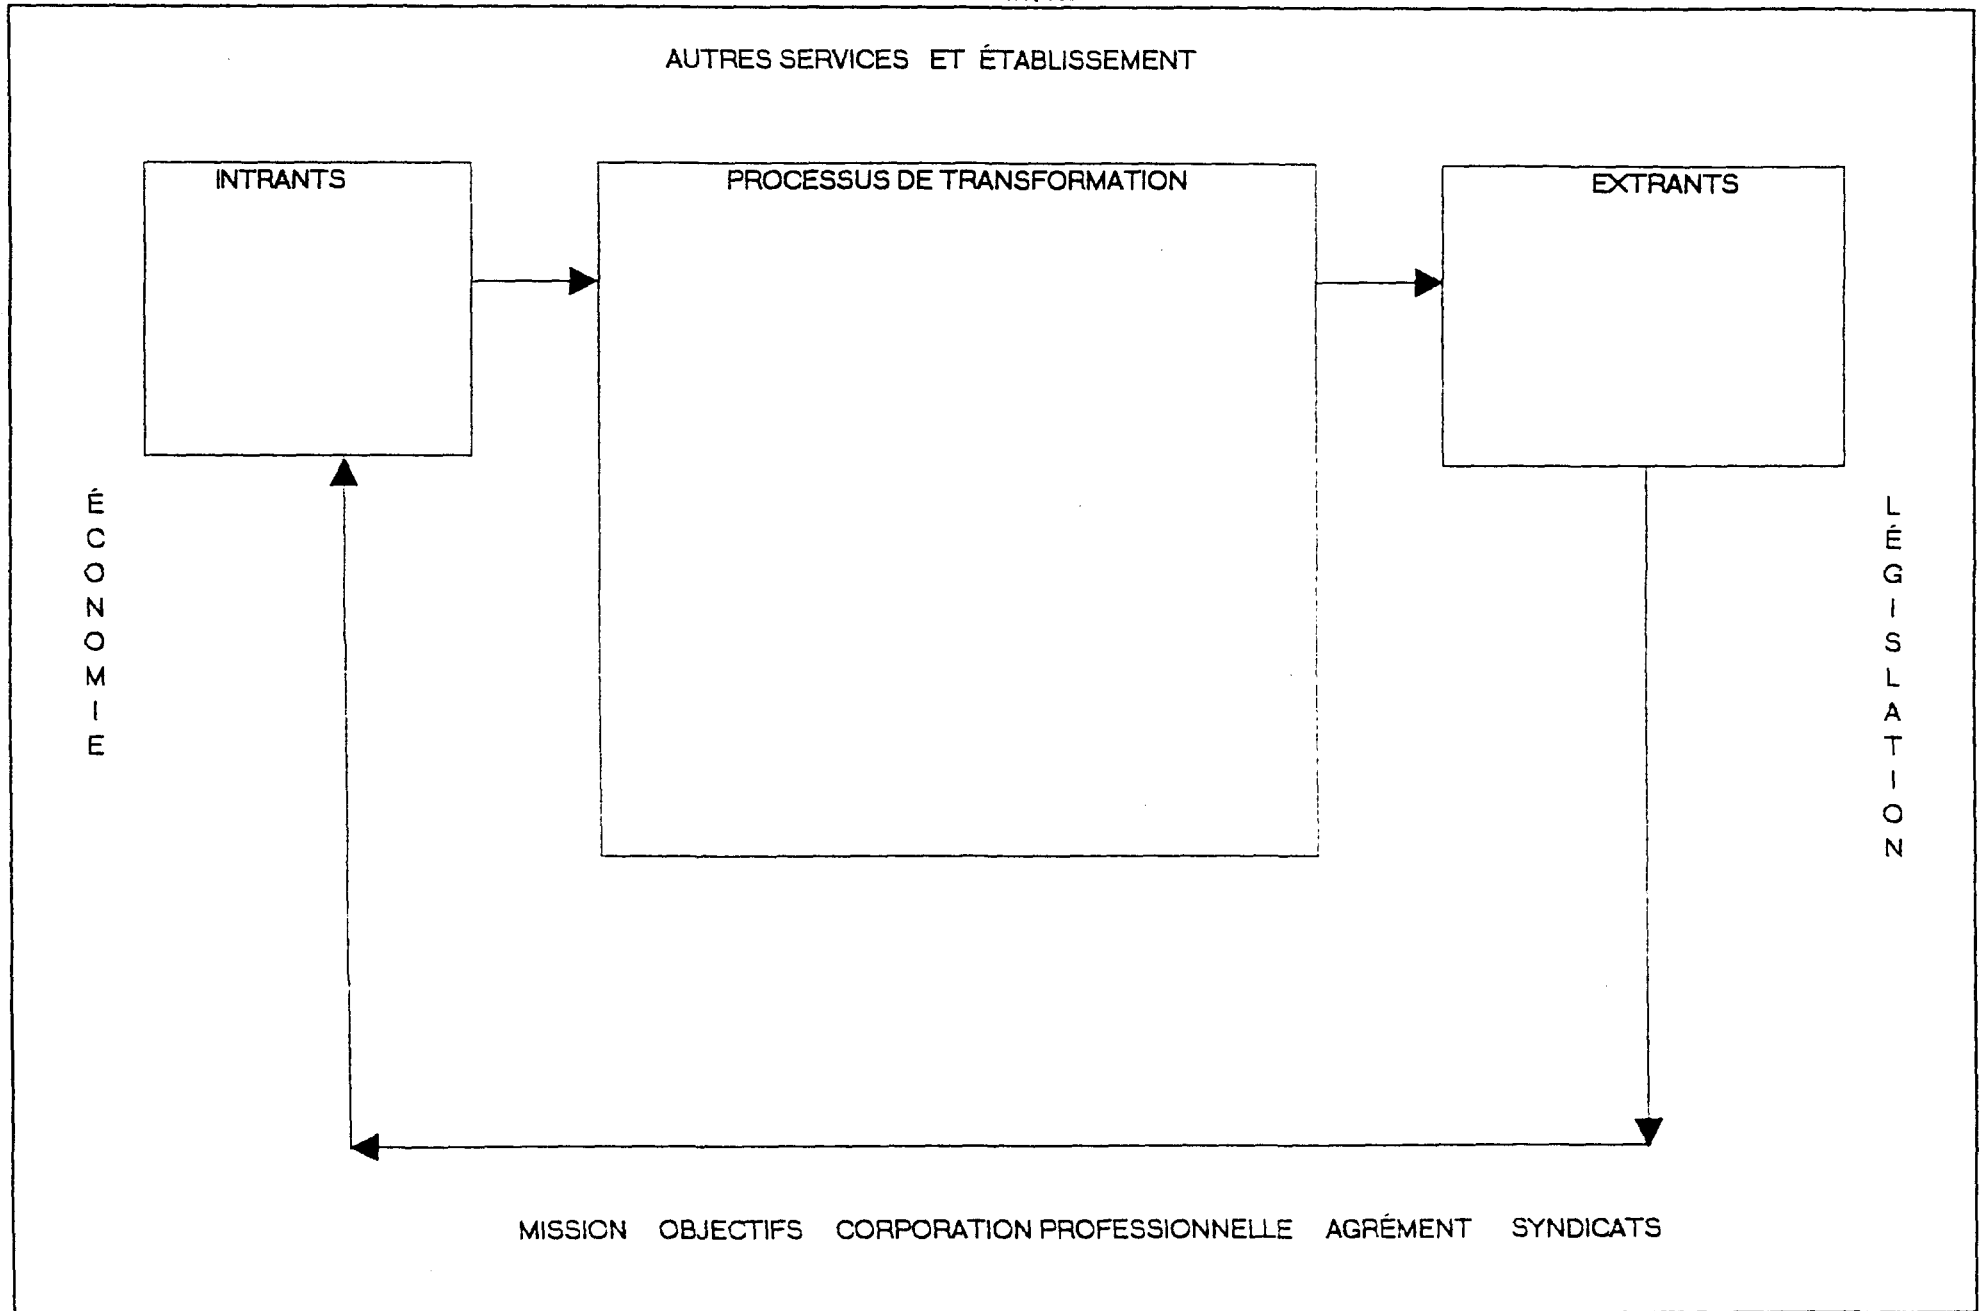 AUTRES SERVICES ET ÉTABLISSEMENT
INTRANTS
PROCESSUS DE TRANSFORMATION
EXTRANTS
ÉCONOMIE
LÉGISLATION
MISSION OBJECTIFS CORPORATION PROFESSIONNELLE AGRÉMENT SYNDICATS